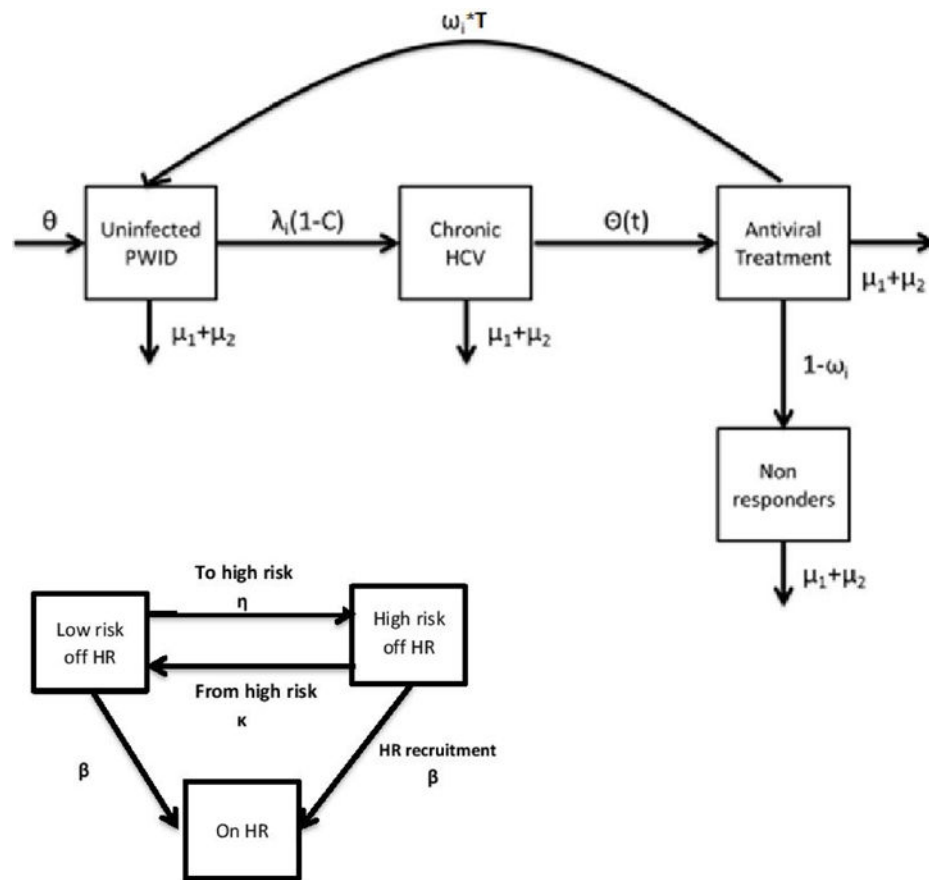 ωᵢ*T
θ
Uninfected
PWID
λᵢ(1-C)
Chronic
HCV
Θ(t)
Antiviral
Treatment
μ₁+μ₂
μ₁+μ₂
μ₁+μ₂
1-ωᵢ
Non
responders
μ₁+μ₂
To high risk
η
Low risk
off HR
High risk
off HR
From high risk
κ
β
HR recruitment
β
On HR